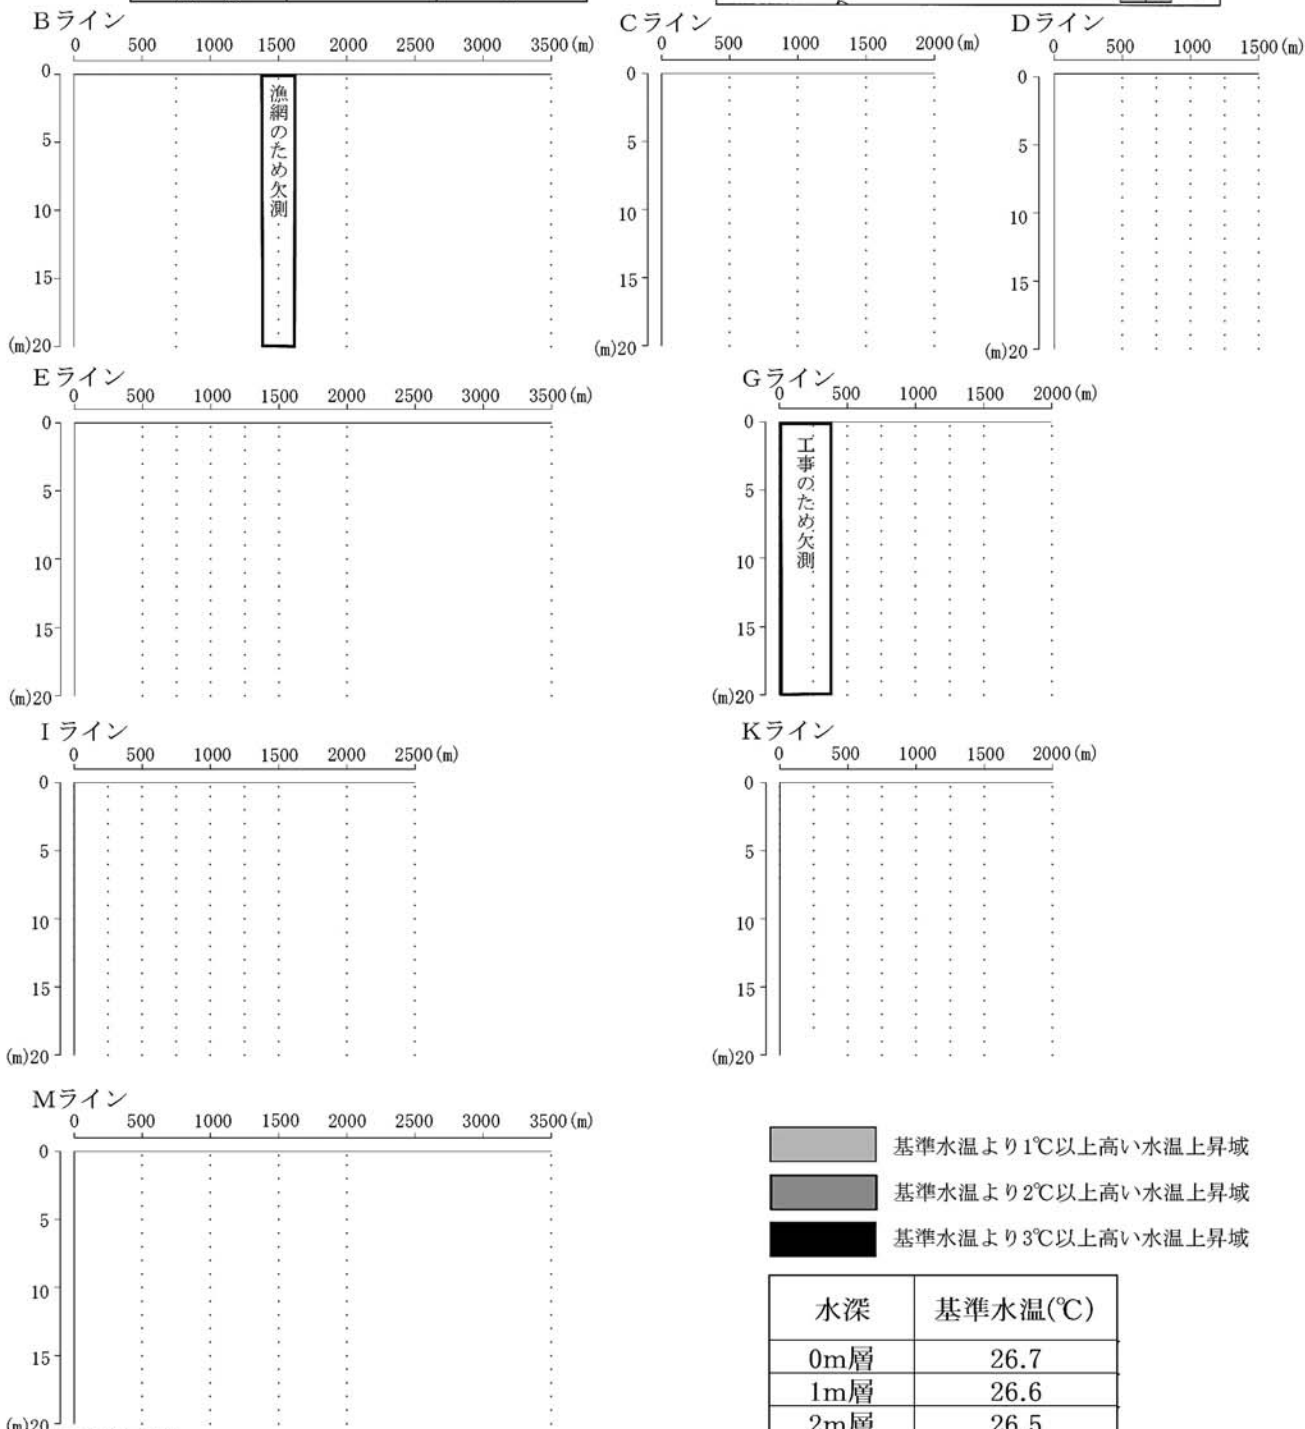 Bライン
0 500 1000 1500 2000 2500 3000 3500(m)
0
5
10
15
(m)20
漁網のため欠測
Cライン
0 500 1000 1500 2000(m)
0
5
10
15
(m)20
Dライン
0 500 1000 1500(m)
0
5
10
15
(m)20
Eライン
0 500 1000 1500 2000 2500 3000 3500(m)
0
5
10
15
(m)20
Gライン
0 500 1000 1500 2000(m)
0
5
10
15
(m)20
工事のため欠測
Iライン
0 500 1000 1500 2000 2500(m)
0
5
10
15
(m)20
Kライン
0 500 1000 1500 2000(m)
0
5
10
15
(m)20
Mライン
0 500 1000 1500 2000 2500 3000 3500(m)
0
5
10
15
(m)20
基準水温より1℃以上高い水温上昇域
基準水温より2℃以上高い水温上昇域
基準水温より3℃以上高い水温上昇域
水深 基準水温(℃)
0m層 26.7
1m層 26.6
2m層 26.5